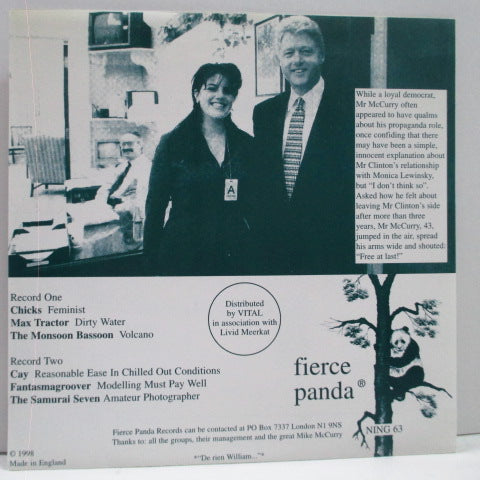 While a loyal democrat,
Mr McCurry often
appeared to have qualms
about his propaganda role,
once confiding that there
may have been a simple,
innocent explanation about
Mr Clinton's relationship
with Monica Lewinsky,
but "I don't think so".
Asked how he felt about
leaving Mr Clinton's side
after more than three
years, Mr McCurry, 43,
jumped in the air, spread
his arms wide and shouted:
"Free at last!"
A
Record One
Chicks Feminist
Max Tractor Dirty Water
The Monsoon Bassoon Volcano
Record Two
Cay Reasonable Ease In Chilled Out Conditions
Fantasmagroover Modelling Must Pay Well
The Samurai Seven Amateur Photographer
Distributed
by VITAL
in association with
Livid Meerkat
fierce
panda®
Fierce Panda Records can be contacted at PO Box 7337 London N1 9NS
Thanks to: all the groups, their management and the great Mike McCurry
NING 63
© 1998
Made in England
*"De rien William..."*